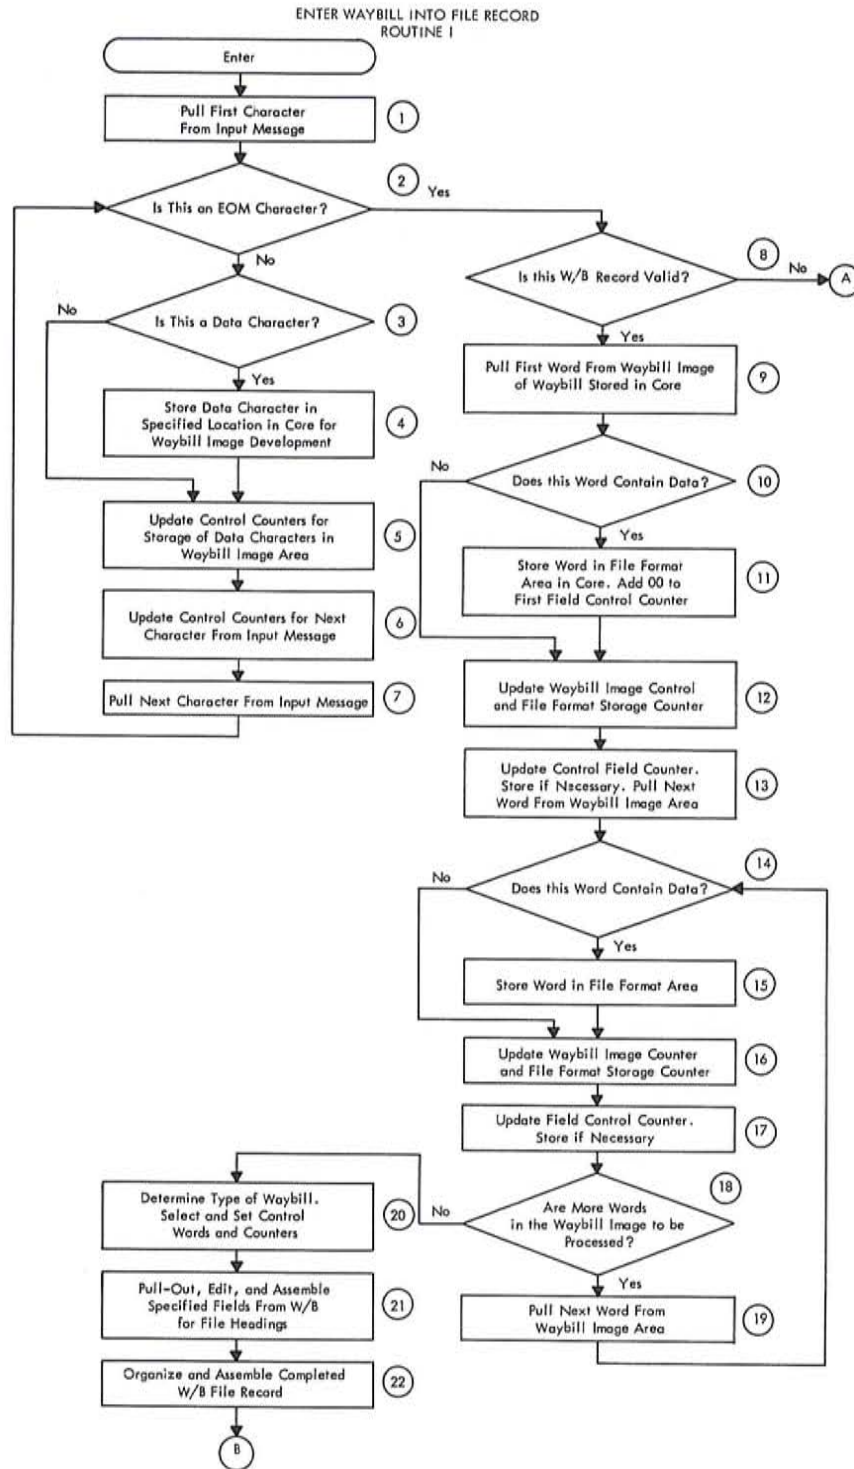 ENTER WAYBILL INTO FILE RECORD
ROUTINE I
Enter
Pull First Character
From Input Message
1
Is This an EOM Character?
2
Yes
No
Is This a Data Character?
3
No
Yes
Store Data Character in
Specified Location in Core for
Waybill Image Development
4
Update Control Counters for
Storage of Data Characters in
Waybill Image Area
5
Update Control Counters for Next
Character From Input Message
6
Pull Next Character From Input Message
7
Is this W/B Record Valid?
8
No
A
Yes
Pull First Word From Waybill Image
of Waybill Stored in Core
9
Does this Word Contain Data?
10
No
Yes
Store Word in File Format
Area in Core. Add 00 to
First Field Control Counter
11
Update Waybill Image Control
and File Format Storage Counter
12
Update Control Field Counter.
Store if Necessary. Pull Next
Word From Waybill Image Area
13
Does this Word Contain Data?
14
No
Yes
Store Word in File Format Area
15
Update Waybill Image Counter
and File Format Storage Counter
16
Update Field Control Counter.
Store if Necessary
17
Are More Words
in the Waybill Image to be
Processed?
18
No
Yes
Pull Next Word From
Waybill Image Area
19
Determine Type of Waybill.
Select and Set Control
Words and Counters
20
Pull-Out, Edit, and Assemble
Specified Fields From W/B
for File Headings
21
Organize and Assemble Completed
W/B File Record
22
B